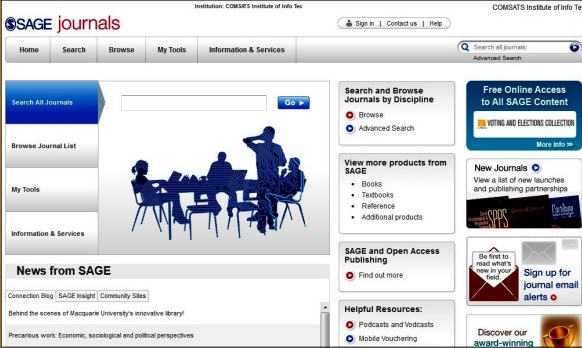 Institution: COMSATS Institute of Info Tec
COMSATS Institute of Info Te
SAGE journals
Sign in | Contact us | Help
Home
Search
Browse
My Tools
Information & Services
Search all journals:
Advanced Search
Search All Journals
Go
Browse Journal List
My Tools
Information & Services
Search and Browse
Journals by Discipline
Browse
Advanced Search
View more products from
SAGE
Books
Textbooks
Reference
Additional products
SAGE and Open Access
Publishing
Find out more
Helpful Resources:
Podcasts and Vodcasts
Mobile Vouchering
Free Online Access
to All SAGE Content
VOTING AND ELECTIONS COLLECTION
More Info >>
New Journals
View a list of new launches
and publishing partnerships
Be first to
read what's
new in your
field.
Sign up for
journal email
alerts
Discover our
award-winning
News from SAGE
Connection Blog
SAGE Insight
Community Sites
Behind the scenes of Macquarie University's innovative library!
Precarious work: Economic, sociological and political perspectives